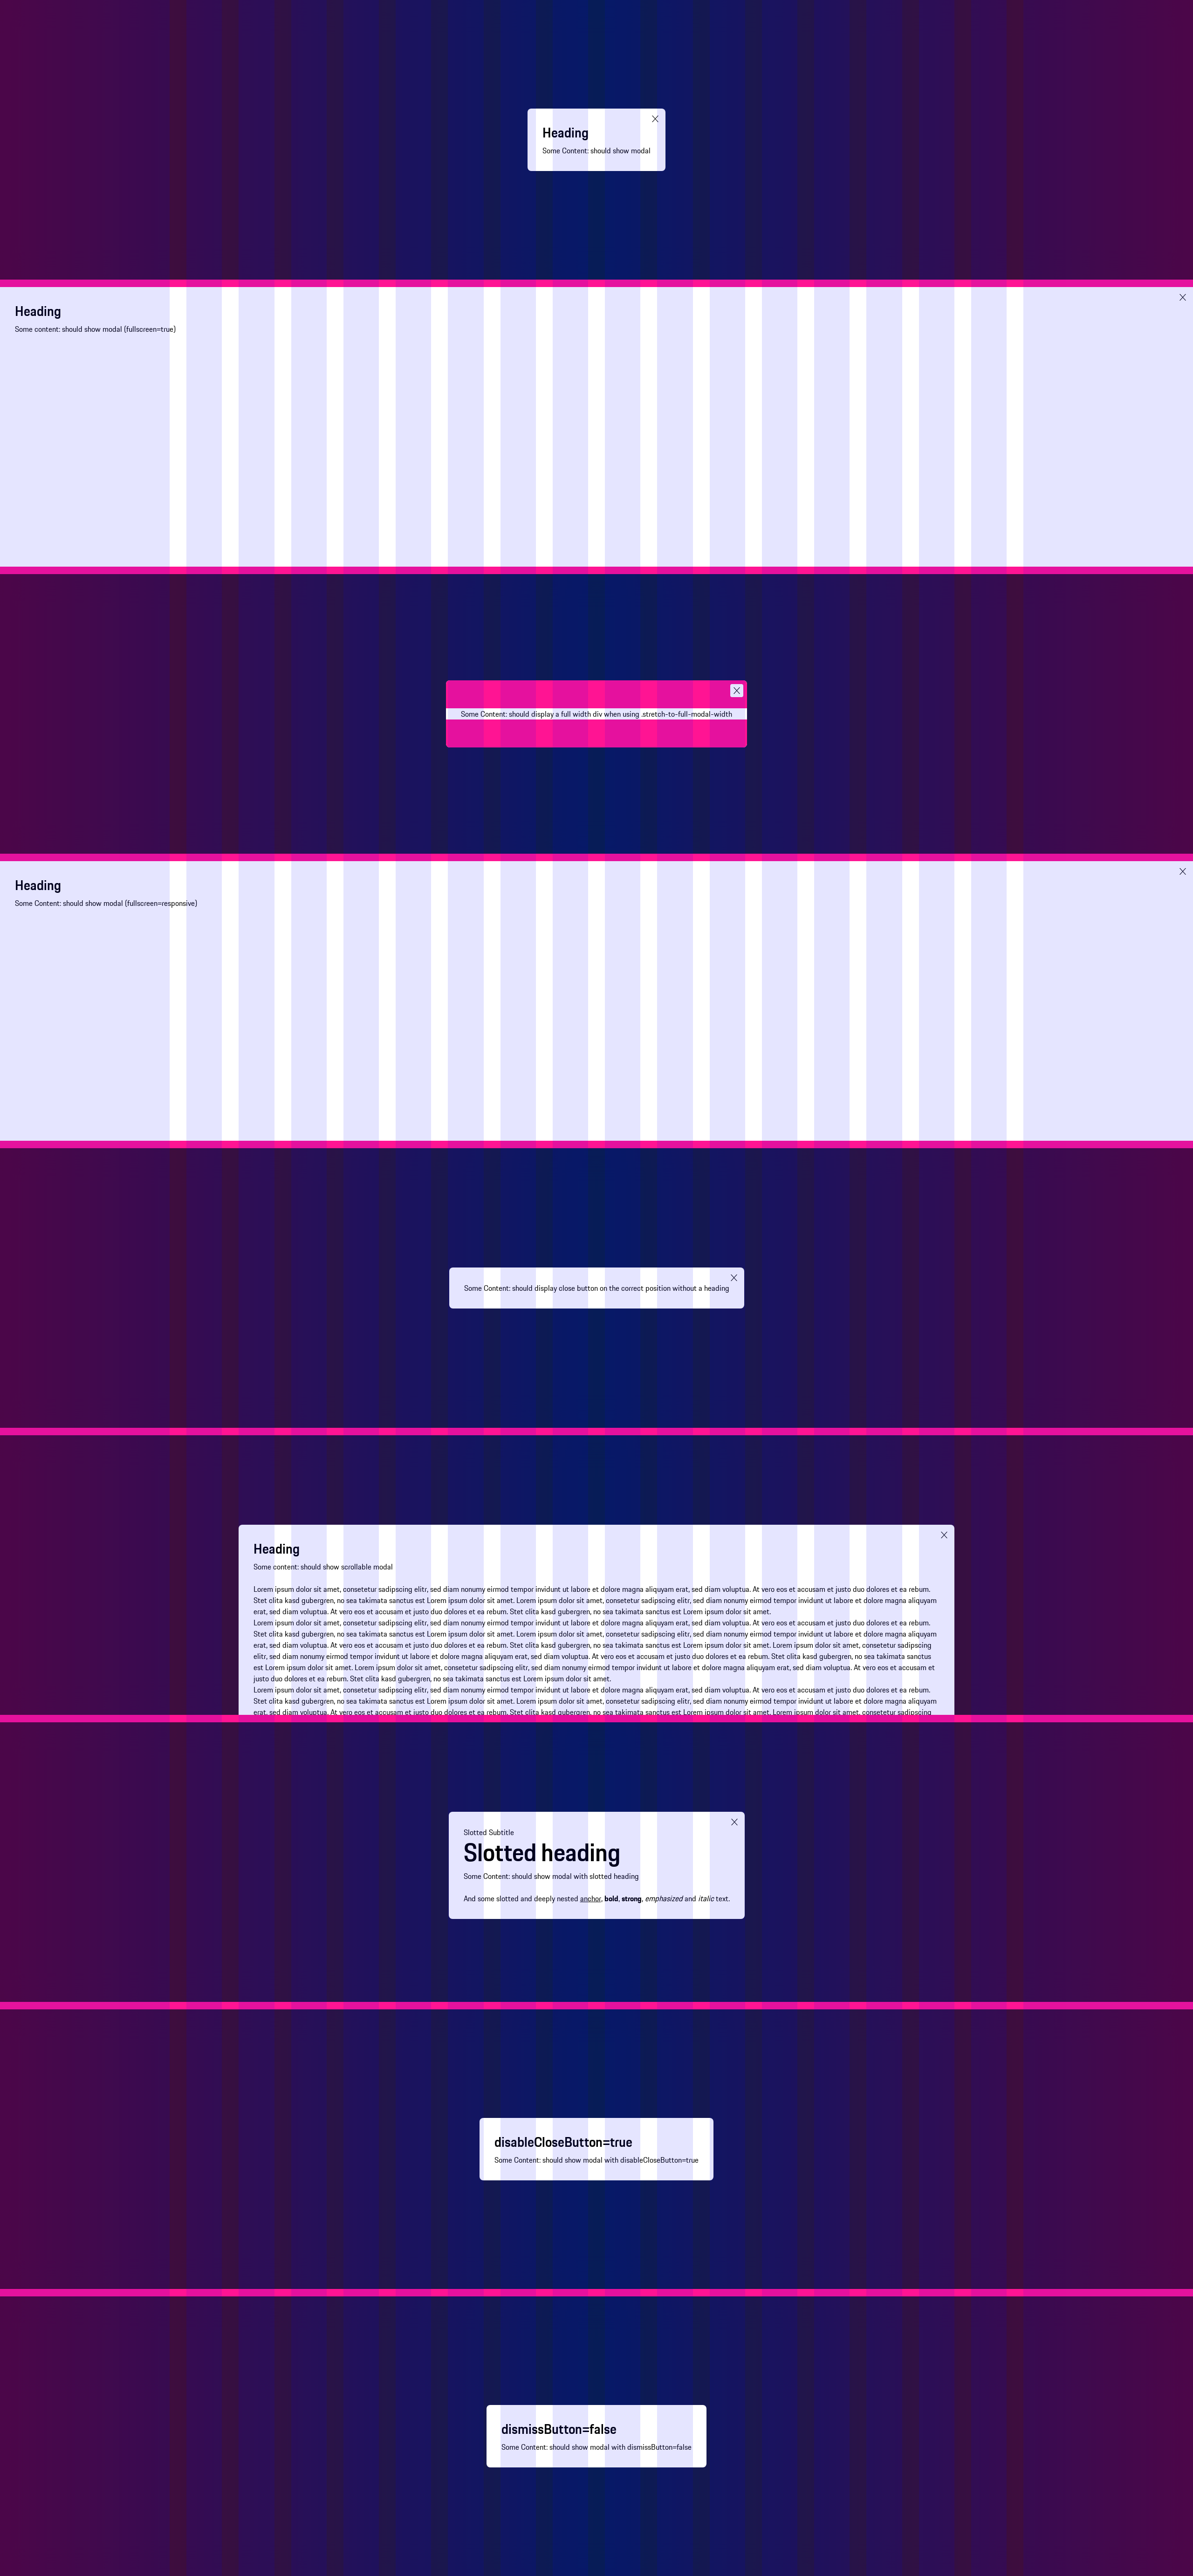 Heading
Some Content: should show modal
Heading
Some content: should show modal (fullscreen=true)
Some Content: should display a full width div when using .stretch-to-full-modal-width
Heading
Some Content: should show modal (fullscreen=responsive)
Some Content: should display close button on the correct position without a heading
Heading
Some content: should show scrollable modal
Lorem ipsum dolor sit amet, consetetur sadipscing elitr, sed diam nonumy eirmod tempor invidunt ut labore et dolore magna aliquyam erat, sed diam voluptua. At vero eos et accusam et justo duo dolores et ea rebum.
Stet clita kasd gubergren, no sea takimata sanctus est Lorem ipsum dolor sit amet. Lorem ipsum dolor sit amet, consetetur sadipscing elitr, sed diam nonumy eirmod tempor invidunt ut labore et dolore magna aliquyam
erat, sed diam voluptua. At vero eos et accusam et justo duo dolores et ea rebum. Stet clita kasd gubergren, no sea takimata sanctus est Lorem ipsum dolor sit amet.
Lorem ipsum dolor sit amet, consetetur sadipscing elitr, sed diam nonumy eirmod tempor invidunt ut labore et dolore magna aliquyam erat, sed diam voluptua. At vero eos et accusam et justo duo dolores et ea rebum.
Stet clita kasd gubergren, no sea takimata sanctus est Lorem ipsum dolor sit amet. Lorem ipsum dolor sit amet, consetetur sadipscing elitr, sed diam nonumy eirmod tempor invidunt ut labore et dolore magna aliquyam
erat, sed diam voluptua. At vero eos et accusam et justo duo dolores et ea rebum. Stet clita kasd gubergren, no sea takimata sanctus est Lorem ipsum dolor sit amet. Lorem ipsum dolor sit amet, consetetur sadipscing
elitr, sed diam nonumy eirmod tempor invidunt ut labore et dolore magna aliquyam erat, sed diam voluptua. At vero eos et accusam et justo duo dolores et ea rebum. Stet clita kasd gubergren, no sea takimata sanctus
est Lorem ipsum dolor sit amet. Lorem ipsum dolor sit amet, consetetur sadipscing elitr, sed diam nonumy eirmod tempor invidunt ut labore et dolore magna aliquyam erat, sed diam voluptua. At vero eos et accusam et
justo duo dolores et ea rebum. Stet clita kasd gubergren, no sea takimata sanctus est Lorem ipsum dolor sit amet.
Lorem ipsum dolor sit amet, consetetur sadipscing elitr, sed diam nonumy eirmod tempor invidunt ut labore et dolore magna aliquyam erat, sed diam voluptua. At vero eos et accusam et justo duo dolores et ea rebum.
Stet clita kasd gubergren, no sea takimata sanctus est Lorem ipsum dolor sit amet. Lorem ipsum dolor sit amet, consetetur sadipscing elitr, sed diam nonumy eirmod tempor invidunt ut labore et dolore magna aliquyam
erat, sed diam voluptua. At vero eos et accusam et justo duo dolores et ea rebum. Stet clita kasd gubergren, no sea takimata sanctus est Lorem ipsum dolor sit amet. Lorem ipsum dolor sit amet, consetetur sadipscing
Slotted Subtitle
Slotted heading
Some Content: should show modal with slotted heading
And some slotted and deeply nested anchor, bold, strong, emphasized and italic text.
disableCloseButton=true
Some Content: should show modal with disableCloseButton=true
dismissButton=false
Some Content: should show modal with dismissButton=false